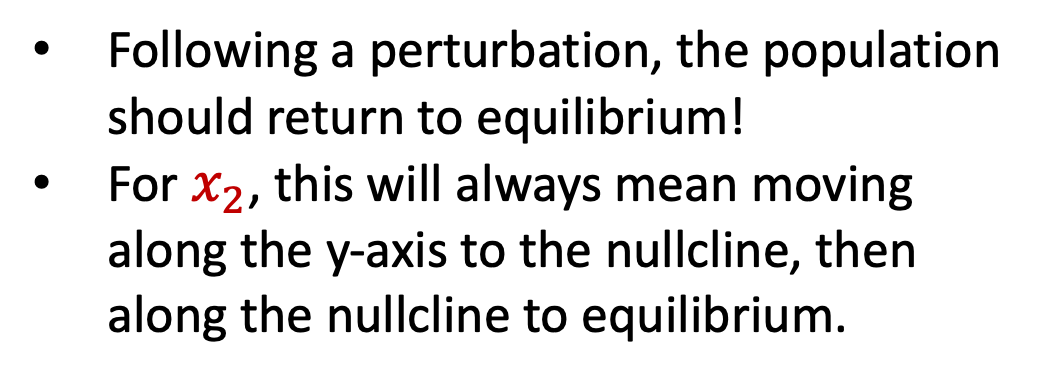 • Following a perturbation, the population
should return to equilibrium!
• For x₂, this will always mean moving
along the y-axis to the nullcline, then
along the nullcline to equilibrium.